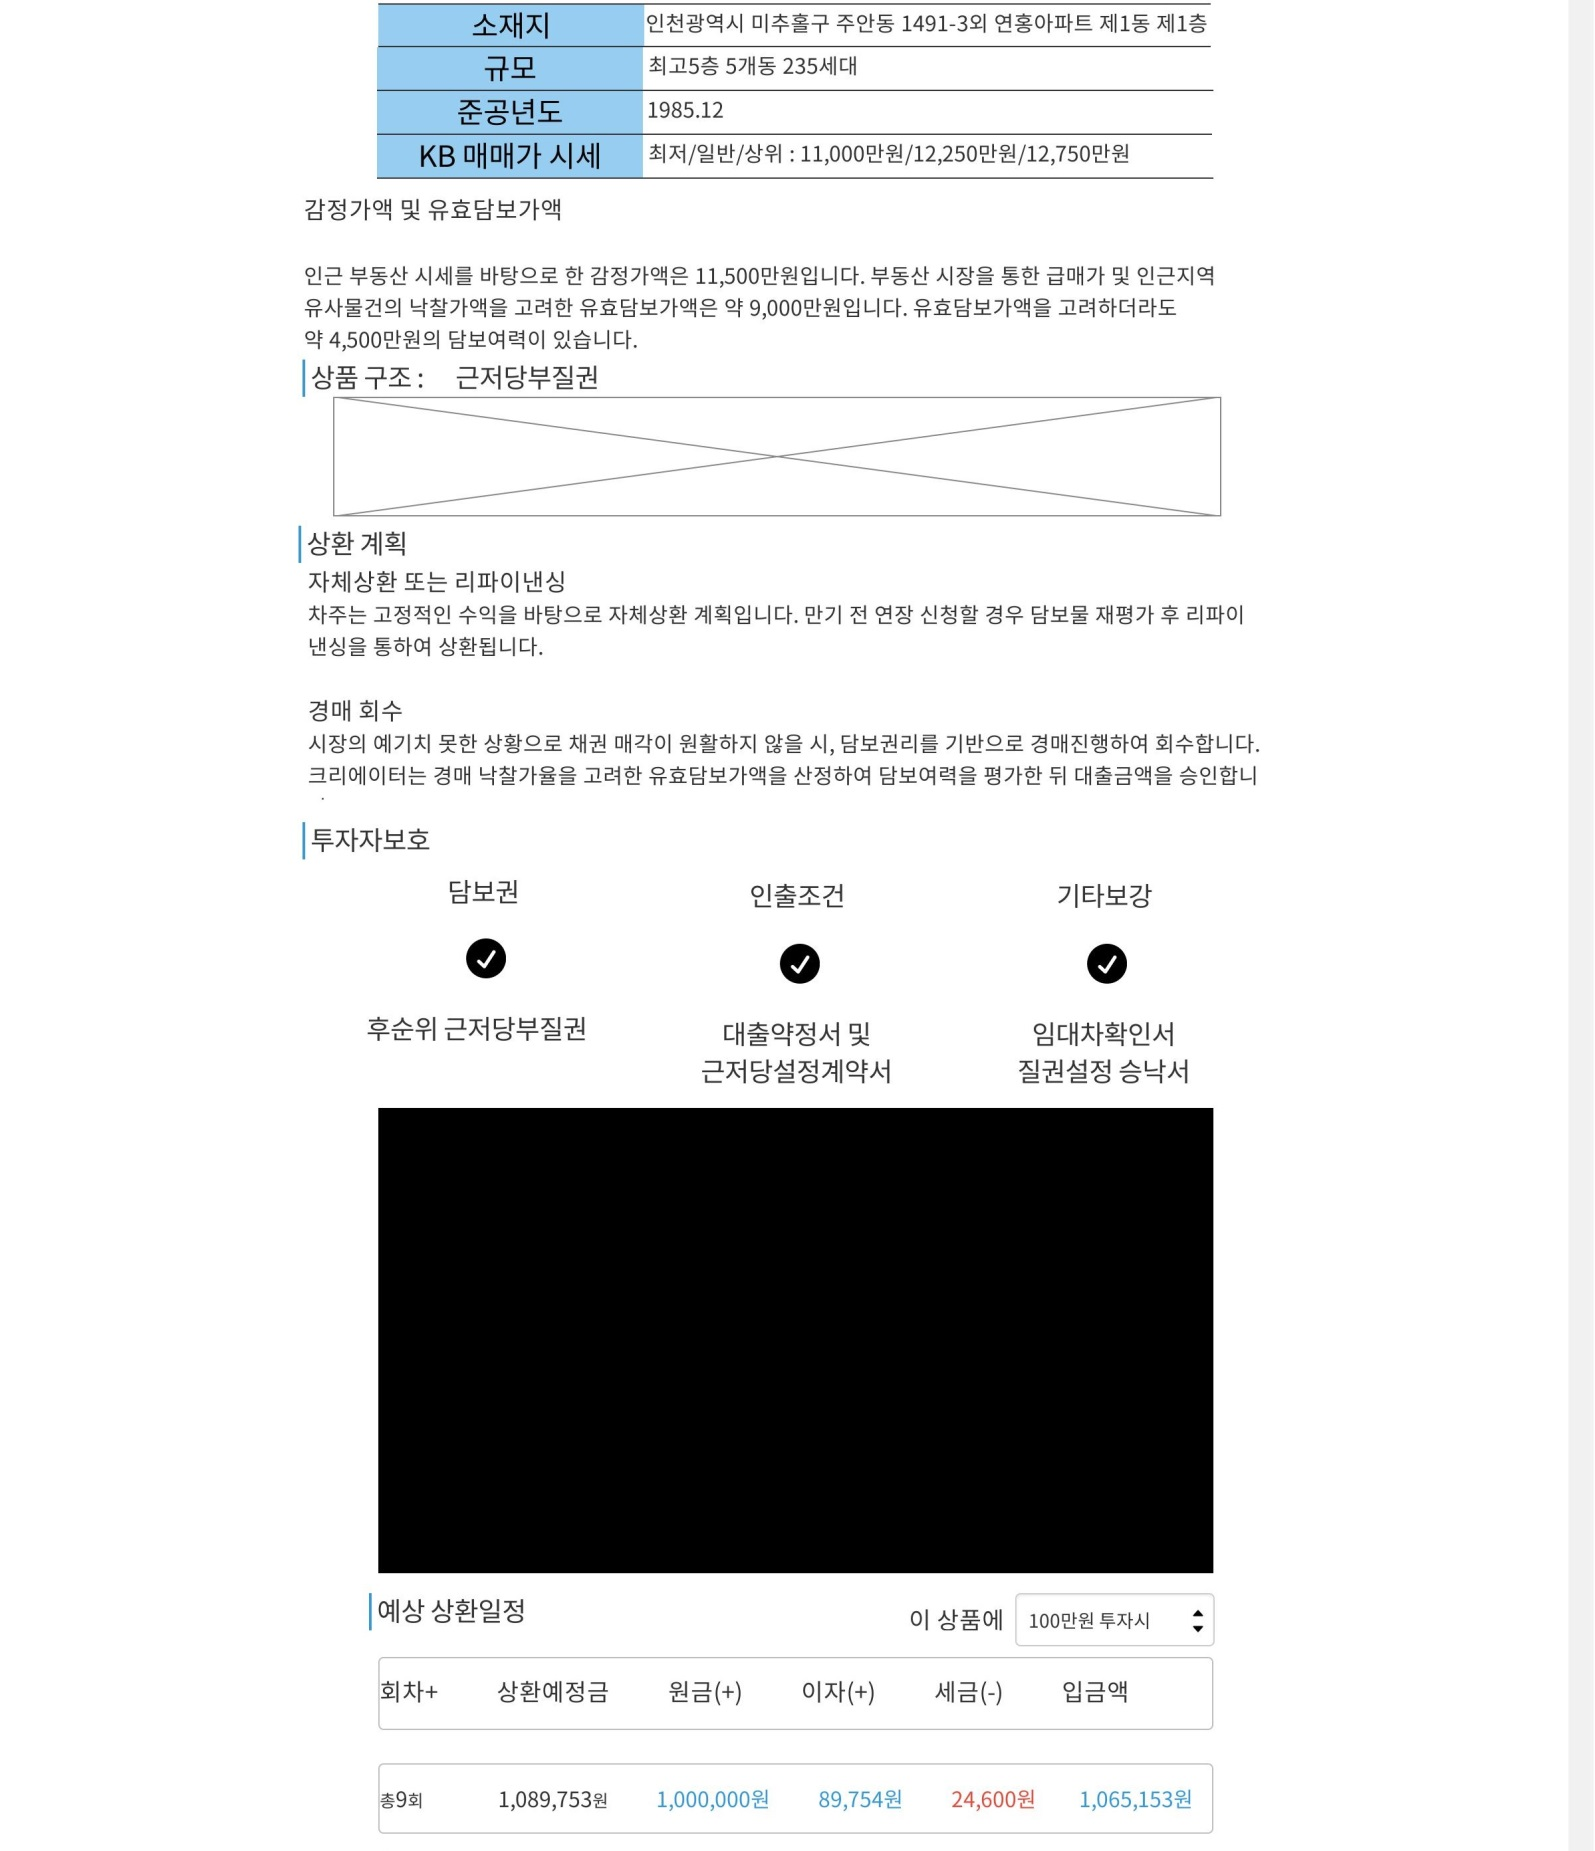 소재지 인천광역시 미추홀구 주안동 1491-3외 연홍아파트 제1동 제1층
규모 최고5층 5개동 235세대
준공년도 1985.12
KB 매매가 시세 최저/일반/상위 : 11,000만원/12,250만원/12,750만원
감정가액 및 유효담보가액
인근 부동산 시세를 바탕으로 한 감정가액은 11,500만원입니다. 부동산 시장을 통한 급매가 및 인근지역
유사물건의 낙찰가액을 고려한 유효담보가액은 약 9,000만원입니다. 유효담보가액을 고려하더라도
약 4,500만원의 담보여력이 있습니다.
상품 구조 : 근저당부질권
상환 계획
자체상환 또는 리파이낸싱
차주는 고정적인 수익을 바탕으로 자체상환 계획입니다. 만기 전 연장 신청할 경우 담보물 재평가 후 리파이
낸싱을 통하여 상환됩니다.
경매 회수
시장의 예기치 못한 상황으로 채권 매각이 원활하지 않을 시, 담보권리를 기반으로 경매진행하여 회수합니다.
크리에이터는 경매 낙찰가율을 고려한 유효담보가액을 산정하여 담보여력을 평가한 뒤 대출금액을 승인합니
투자자보호
담보권 인출조건 기타보강
후순위 근저당부질권 대출약정서 및 임대차확인서
근저당설정계약서 질권설정 승낙서
예상 상환일정 이 상품에 100만원 투자시
회차+ 상환예정금 원금(+) 이자(+) 세금(-) 입금액
총9회 1,089,753원 1,000,000원 89,754원 24,600원 1,065,153원